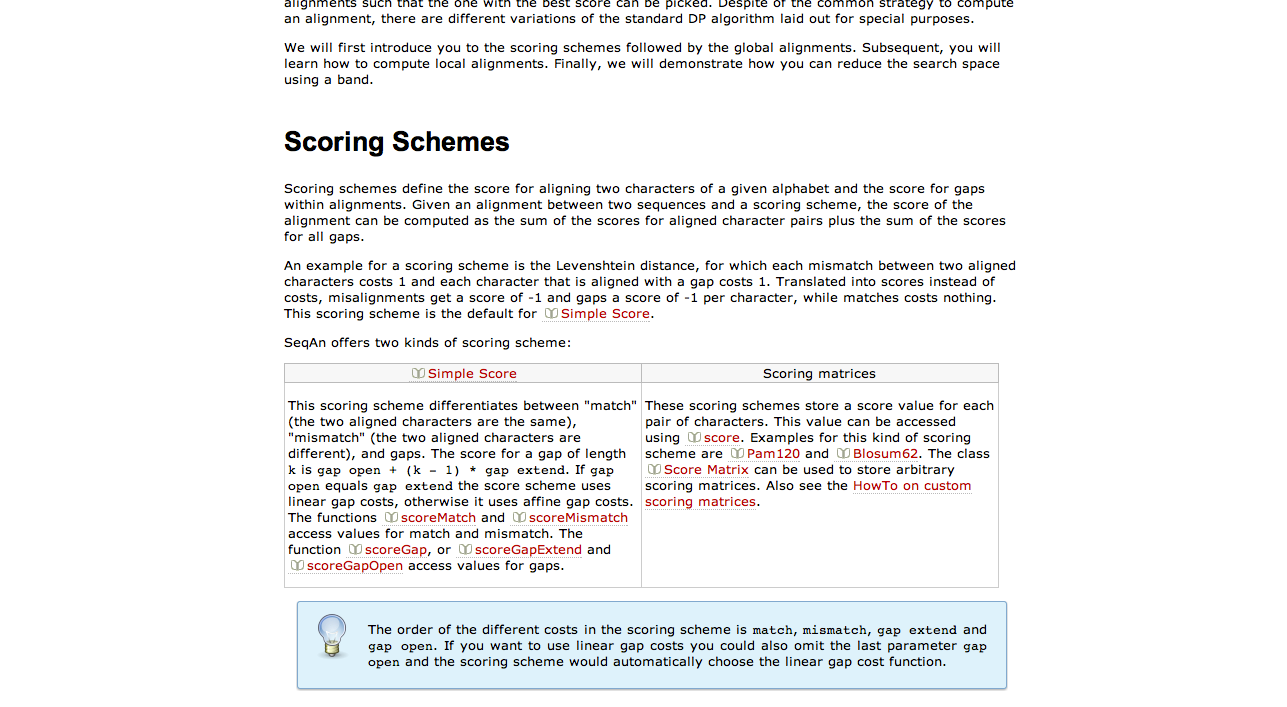 alignments such that the one with the best score can be picked. Despite of the common strategy to compute
an alignment, there are different variations of the standard DP algorithm laid out for special purposes.
We will first introduce you to the scoring schemes followed by the global alignments. Subsequent, you will
learn how to compute local alignments. Finally, we will demonstrate how you can reduce the search space
using a band.
Scoring Schemes
Scoring schemes define the score for aligning two characters of a given alphabet and the score for gaps
within alignments. Given an alignment between two sequences and a scoring scheme, the score of the
alignment can be computed as the sum of the scores for aligned character pairs plus the sum of the scores
for all gaps.
An example for a scoring scheme is the Levenshtein distance, for which each mismatch between two aligned
characters costs 1 and each character that is aligned with a gap costs 1. Translated into scores instead of
costs, misalignments get a score of -1 and gaps a score of -1 per character, while matches costs nothing.
This scoring scheme is the default for Simple Score.
SeqAn offers two kinds of scoring scheme:
Simple Score
Scoring matrices
This scoring scheme differentiates between "match"
(the two aligned characters are the same),
"mismatch" (the two aligned characters are
different), and gaps. The score for a gap of length
k is gap open + (k - 1) * gap extend. If gap
open equals gap extend the score scheme uses
linear gap costs, otherwise it uses affine gap costs.
The functions scoreMatch and scoreMismatch
access values for match and mismatch. The
function scoreGap, or scoreGapExtend and
scoreGapOpen access values for gaps.
These scoring schemes store a score value for each
pair of characters. This value can be accessed
using score. Examples for this kind of scoring
scheme are Pam120 and Blosum62. The class
Score Matrix can be used to store arbitrary
scoring matrices. Also see the HowTo on custom
scoring matrices.
The order of the different costs in the scoring scheme is match, mismatch, gap extend and
gap open. If you want to use linear gap costs you could also omit the last parameter gap
open and the scoring scheme would automatically choose the linear gap cost function.